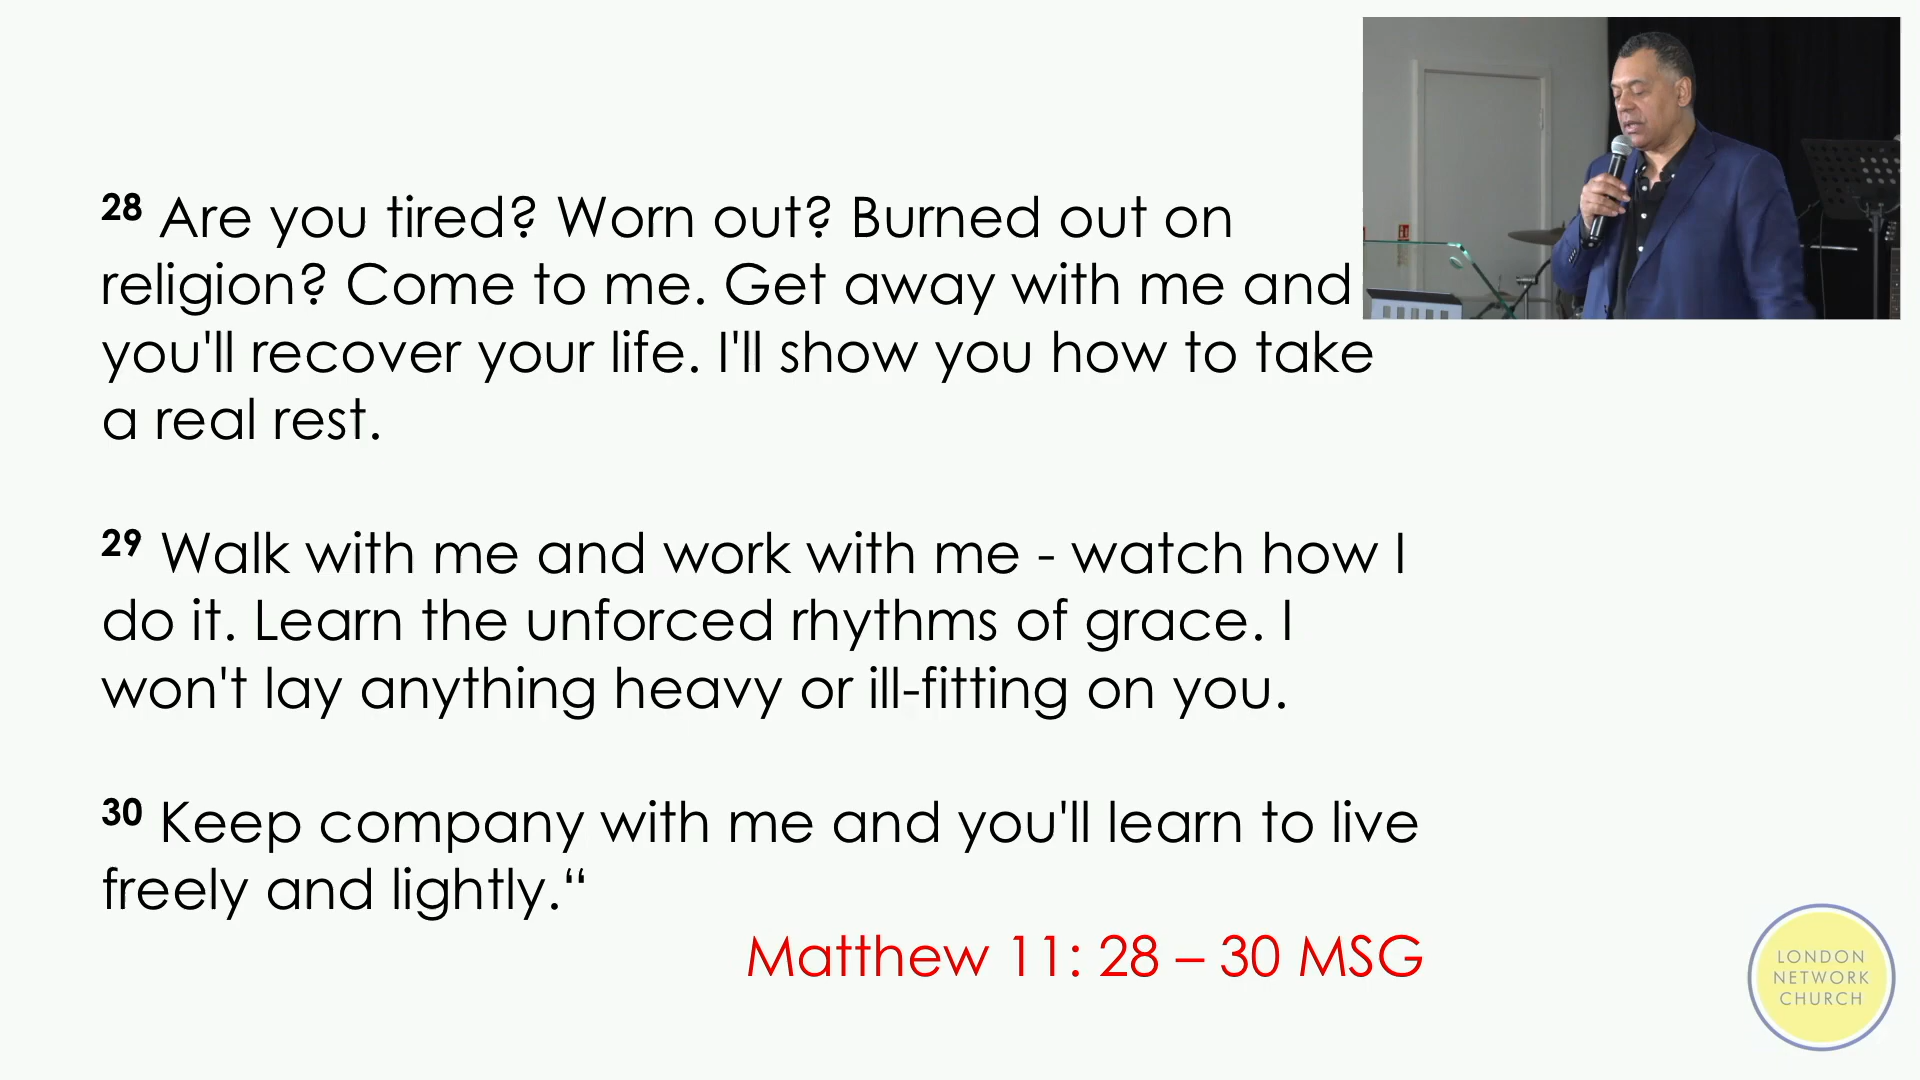 28 Are you tired? Worn out? Burned out on
religion? Come to me. Get away with me and
you'll recover your life. I'll show you how to take
a real rest.
29 Walk with me and work with me - watch how I
do it. Learn the unforced rhythms of grace. I
won't lay anything heavy or ill-fitting on you.
30 Keep company with me and you'll learn to live
freely and lightly.“
Matthew 11: 28 – 30 MSG
LONDON
NETWORK
CHURCH